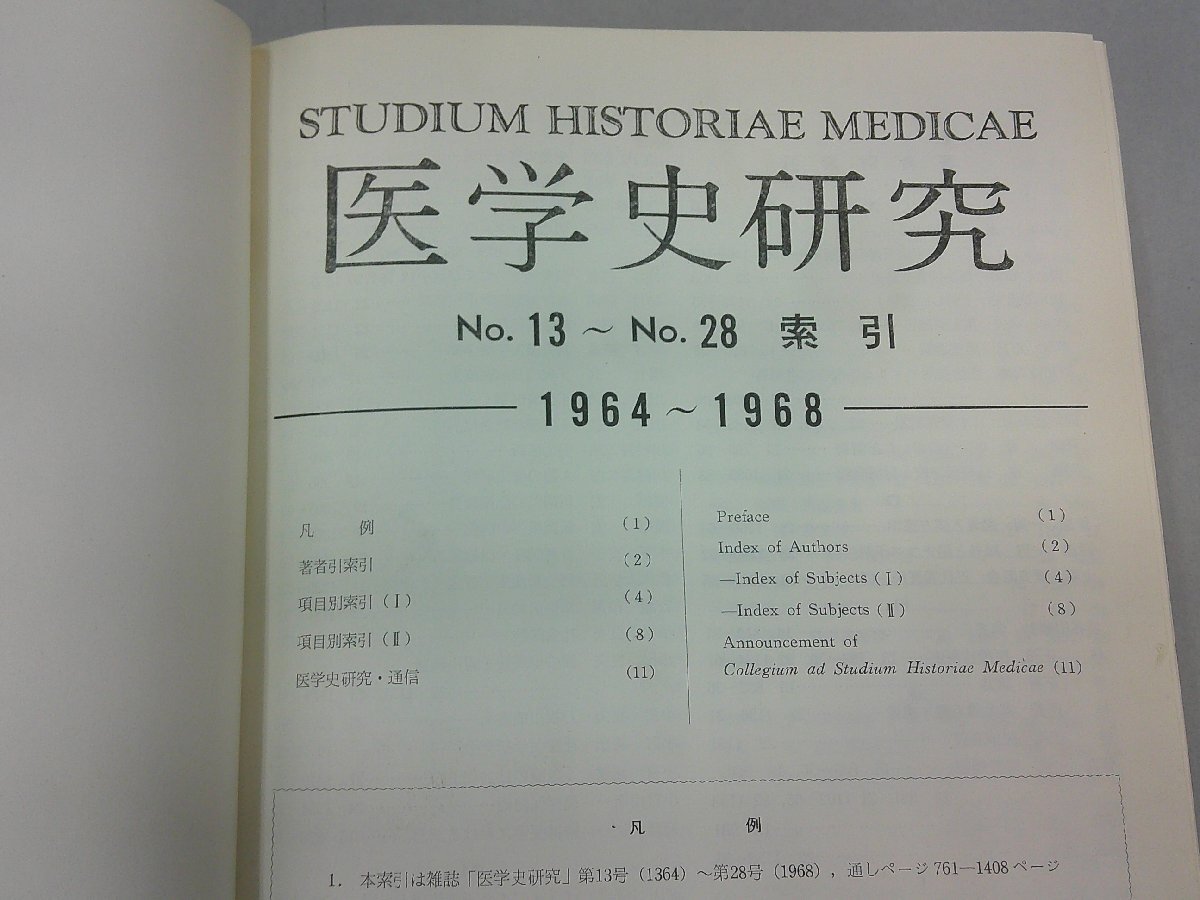 STUDIUM HISTORIAE MEDICAE
医学史研究
No. 13 ～ No. 28 索 引
1964～1968
凡 例 (1)
著者引索引 (2)
項目別索引 (Ⅰ) (4)
項目別索引 (Ⅱ) (8)
医学史研究・通信 (11)
Preface (1)
Index of Authors (2)
—Index of Subjects (Ⅰ) (4)
—Index of Subjects (Ⅱ) (8)
Announcement of
Collegium ad Studium Historiae Medicae (11)
凡 例
1. 本索引は雑誌「医学史研究」第13号 (1364) ～第28号 (1968) , 通しページ 761—1408 ページ